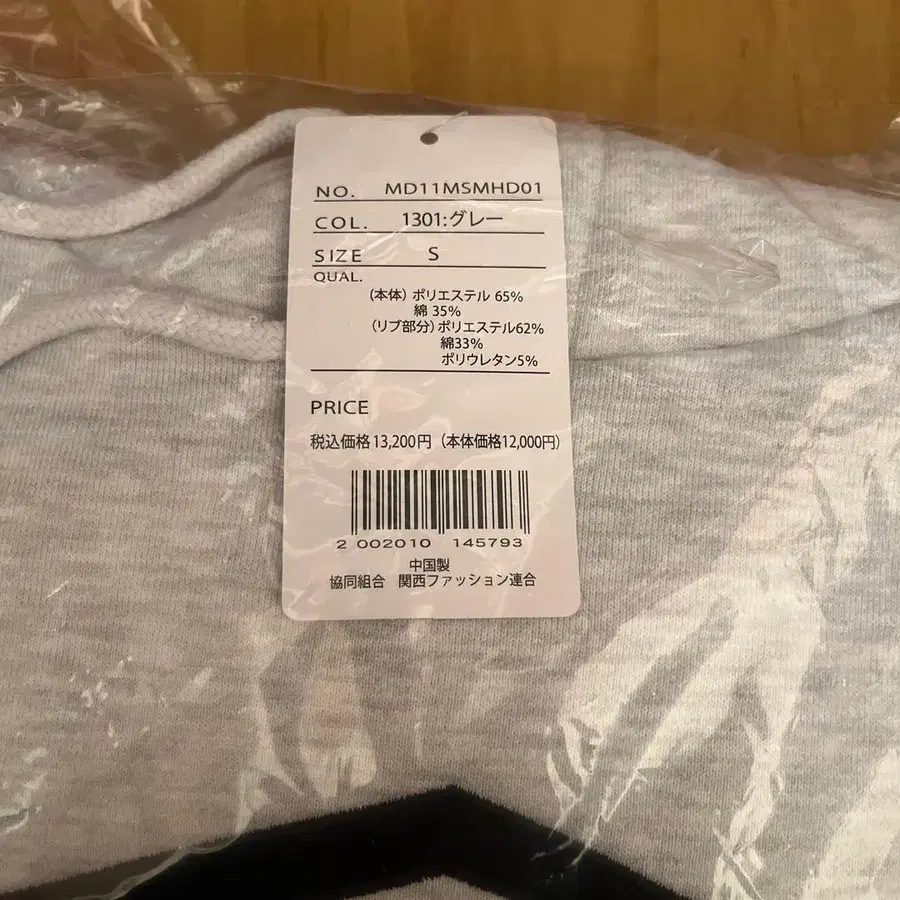 NO. MD11MSMHD01
COL. 1301:グレー
SIZE S
QUAL.
(本体) ポリエステル 65%
綿 35%
(リブ部分) ポリエステル62%
綿33%
ポリウレタン5%
PRICE
税込価格13,200円 (本体価格12,000円)
2 002010 145793
中国製
協同組合 関西ファッション連合